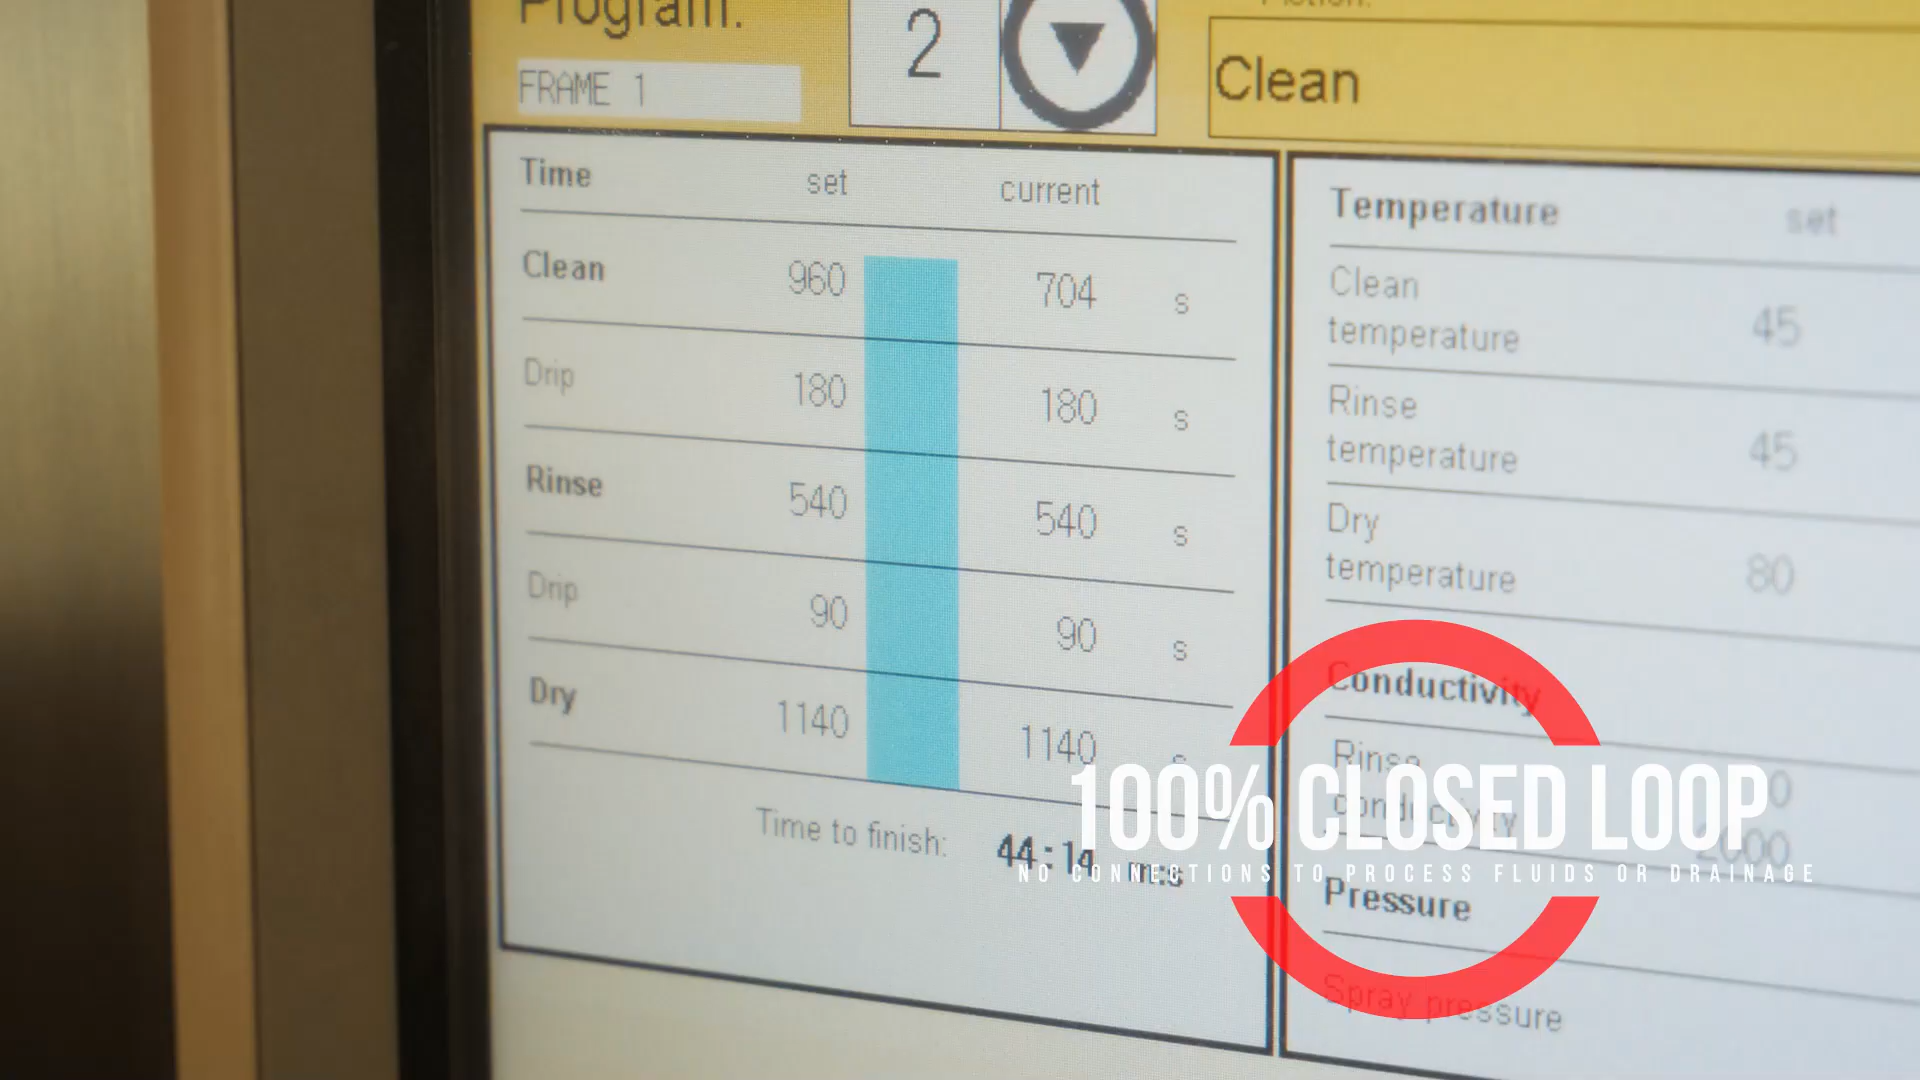 Program:
2
FRAME 1
Clean
Time set current
Clean 960 704 s
Drip 180 180 s
Rinse 540 540 s
Drip 90 90 s
Dry 1140 1140 s
Time to finish: 44:14 m:s
Temperature set
Clean
temperature 45
Rinse
temperature 45
Dry
temperature 80
Conductivity
Rinse
conductivity
2000
Pressure
Spray pressure
100% CLOSED LOOP
NO CONNECTIONS TO PROCESS FLUIDS OR DRAINAGE